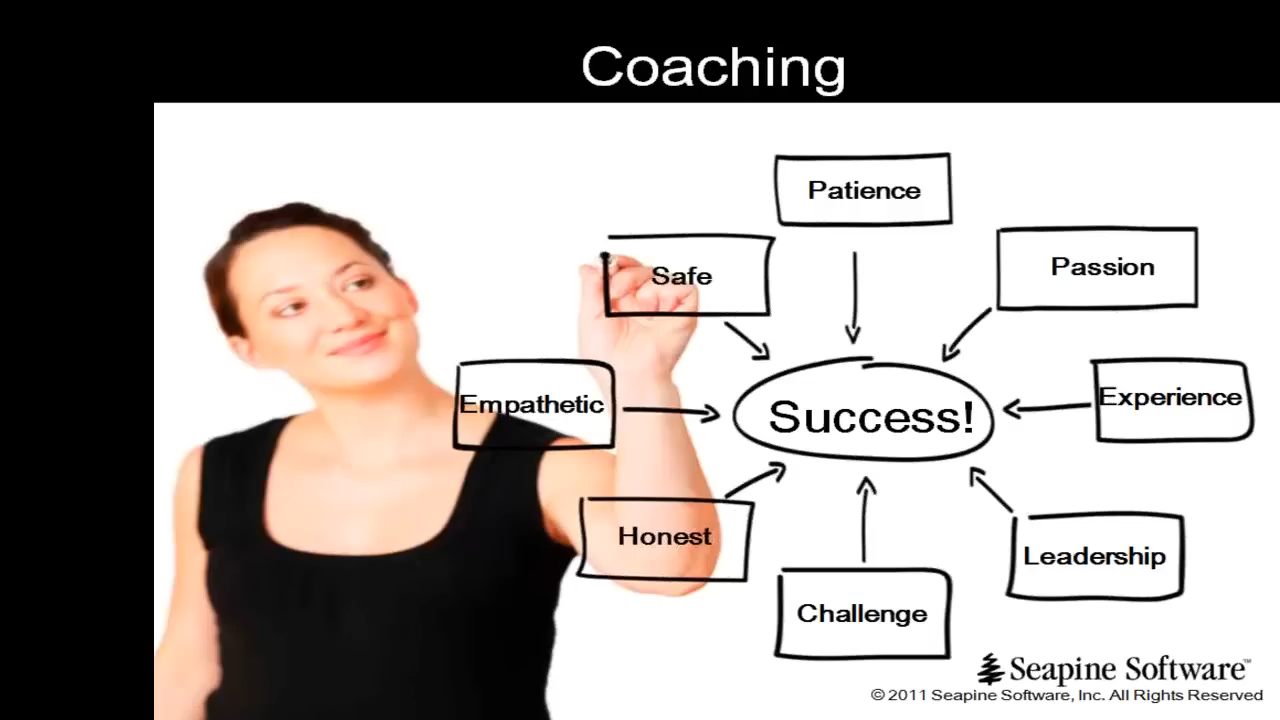 Coaching
Patience
Safe
Passion
Empathetic
Success!
Experience
Honest
Leadership
Challenge
Seapine Software™
© 2011 Seapine Software, Inc. All Rights Reserved